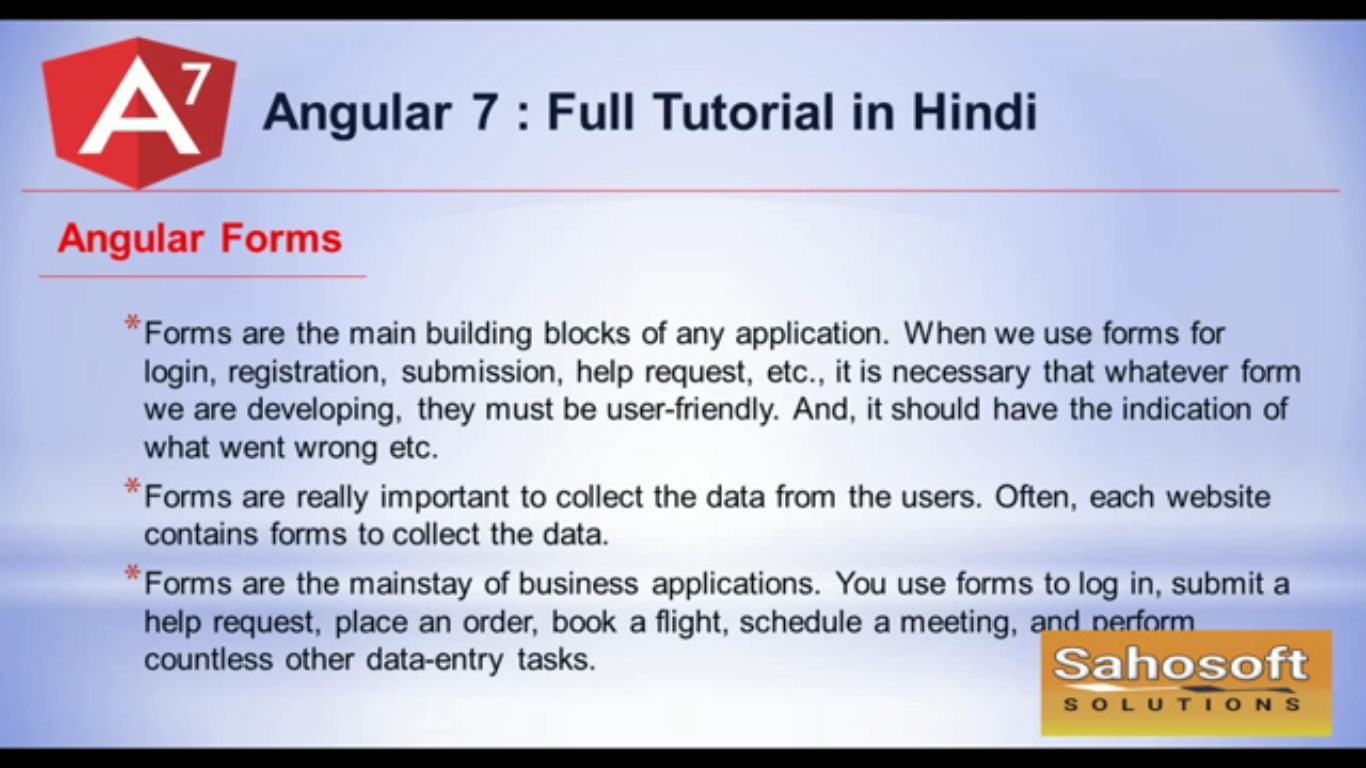 A7
Angular 7 : Full Tutorial in Hindi
Angular Forms
*Forms are the main building blocks of any application. When we use forms for
login, registration, submission, help request, etc., it is necessary that whatever form
we are developing, they must be user-friendly. And, it should have the indication of
what went wrong etc.
*Forms are really important to collect the data from the users. Often, each website
contains forms to collect the data.
*Forms are the mainstay of business applications. You use forms to log in, submit a
help request, place an order, book a flight, schedule a meeting, and perform
countless other data-entry tasks.
Sahosoft
SOLUTIONS